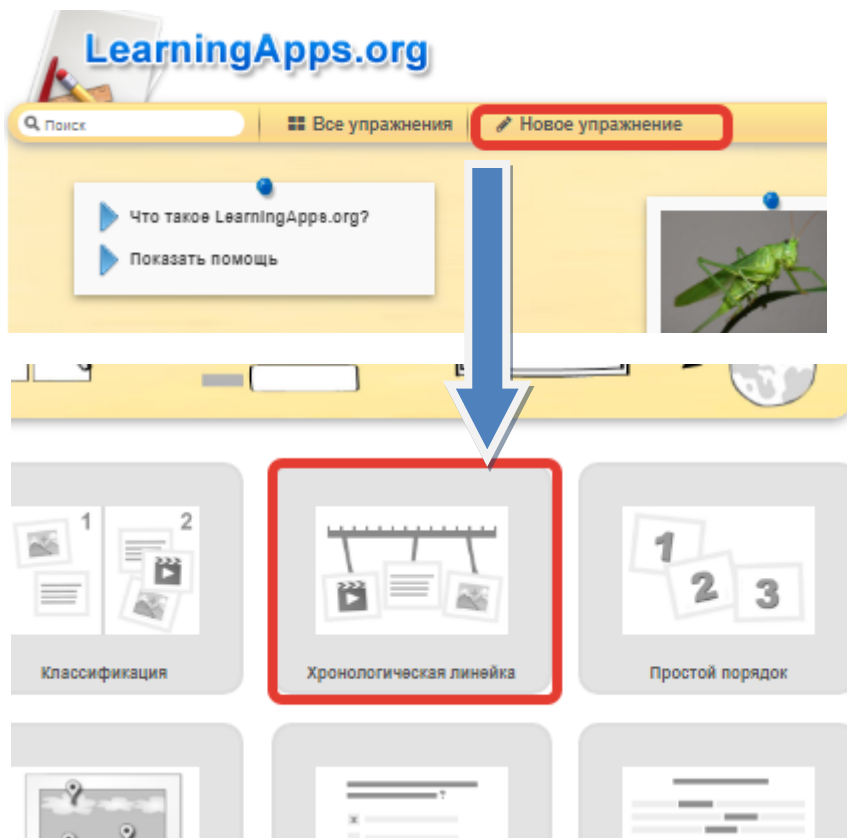 LearningApps.org
Поиск
Все упражнения
Новое упражнение
Что такое LearningApps.org?
Показать помощь
1
2
1
2
3
Классификация
Хронологическая линейка
Простой порядок
?